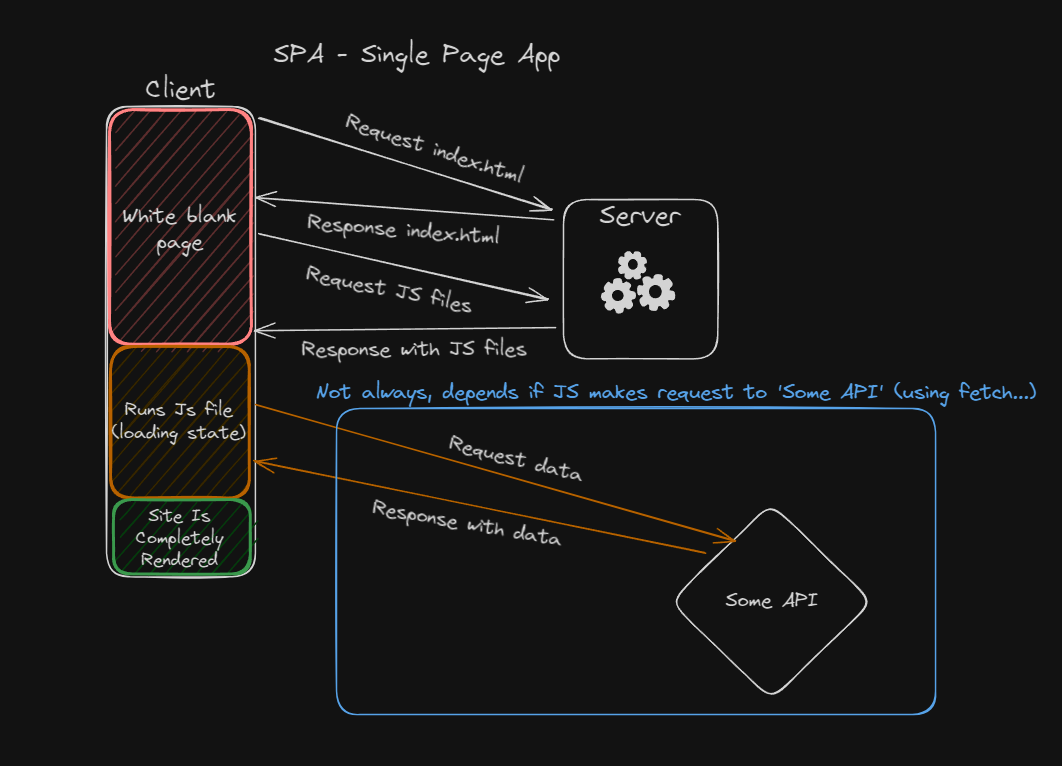 SPA - Single Page App
Client
Request index.html
White blank
page
Response index.html
Server
Request JS files
Response with JS files
Not always, depends if JS makes request to 'Some API' (using fetch...)
Runs Js file
(loading state)
Request data
Response with data
Site Is
Completely
Rendered
Some API